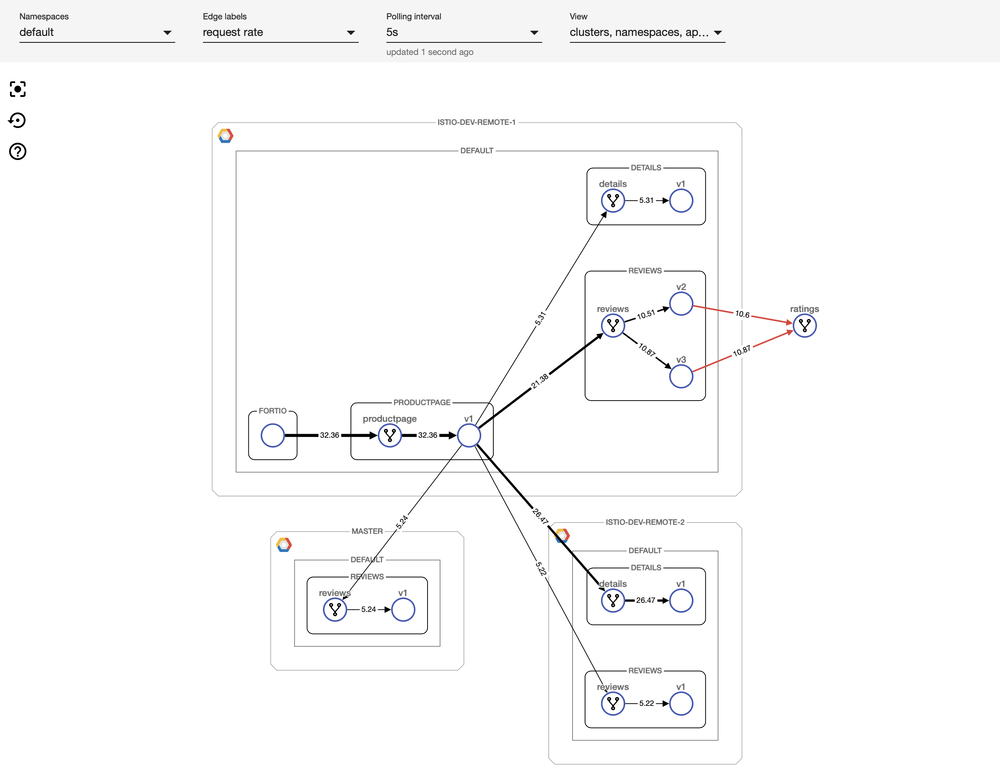 Namespaces
default
Edge labels
request rate
Polling interval
5s
updated 1 second ago
View
clusters, namespaces, ap...
ISTIO-DEV-REMOTE-1
DEFAULT
DETAILS
details
v1
5.31
5.31
REVIEWS
reviews
v2
10.51
10.87
v3
10.6
10.87
ratings
21.38
FORTIO
32.36
PRODUCTPAGE
productpage
32.36
v1
5.24
26.47
5.22
MASTER
DEFAULT
REVIEWS
reviews
5.24
v1
ISTIO-DEV-REMOTE-2
DEFAULT
DETAILS
details
26.47
v1
REVIEWS
reviews
5.22
v1